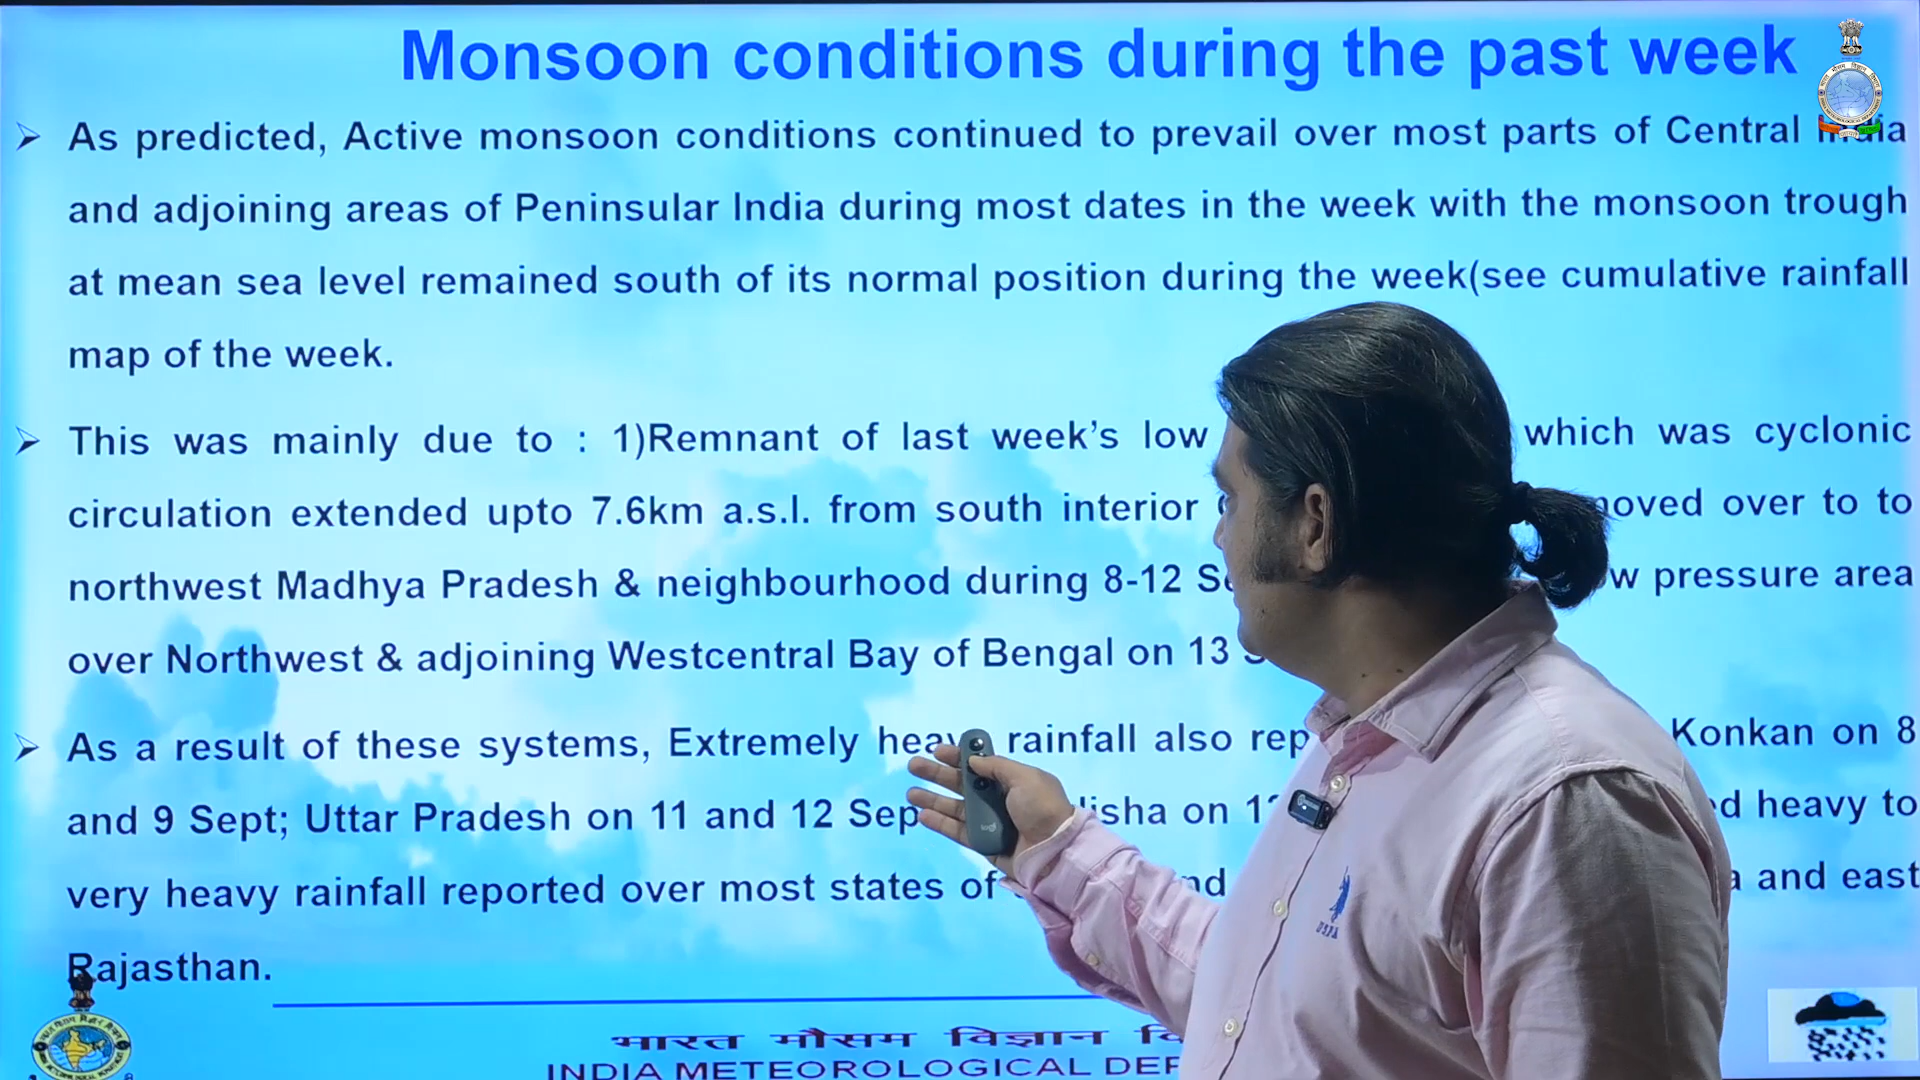 Monsoon conditions during the past week
➢ As predicted, Active monsoon conditions continued to prevail over most parts of Central India
and adjoining areas of Peninsular India during most dates in the week with the monsoon trough
at mean sea level remained south of its normal position during the week(see cumulative rainfall
map of the week.
➢ This was mainly due to : 1)Remnant of last week's low which was cyclonic
circulation extended upto 7.6km a.s.l. from south interior over to to
northwest Madhya Pradesh & neighbourhood during 8-12 pressure area
over Northwest & adjoining Westcentral Bay of Bengal on 13
➢ As a result of these systems, Extremely heavy rainfall also Konkan on 8
and 9 Sept; Uttar Pradesh on 11 and 12 on heavy to
very heavy rainfall reported over most states of and east
Rajasthan.
भारत मौसम विज्ञान
INDIA METEOROLOGICAL
USPA